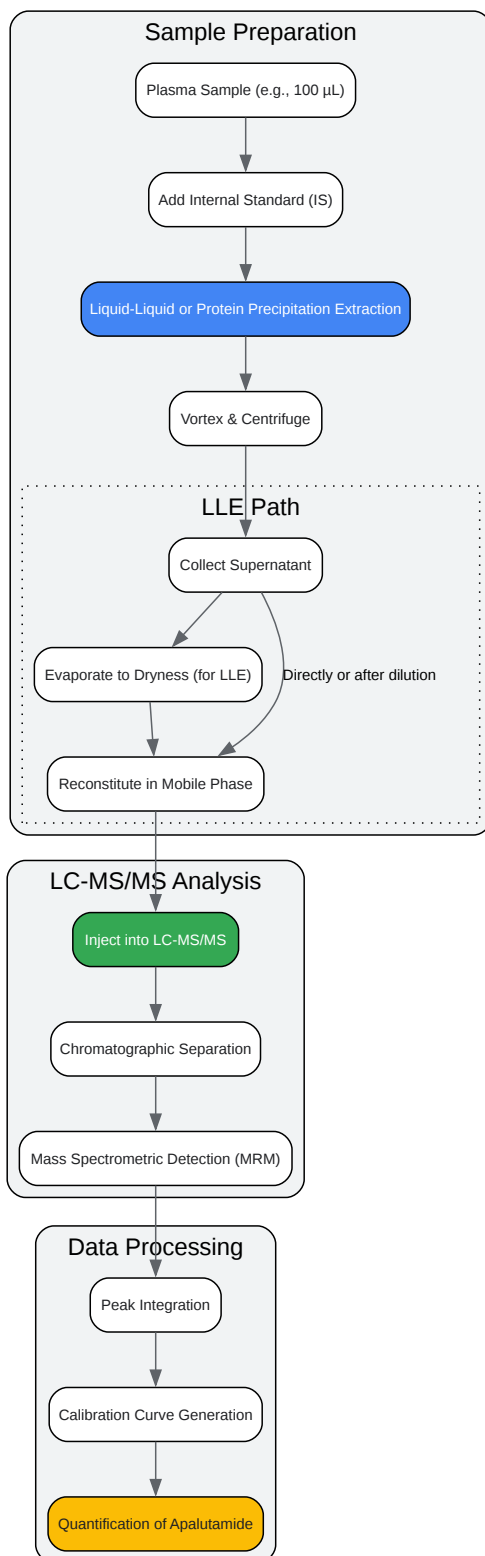 Sample Preparation
Plasma Sample (e.g., 100 µL)
Add Internal Standard (IS)
Liquid-Liquid or Protein Precipitation Extraction
Vortex & Centrifuge
LLE Path
Collect Supernatant
Evaporate to Dryness (for LLE)
Directly or after dilution
Reconstitute in Mobile Phase
LC-MS/MS Analysis
Inject into LC-MS/MS
Chromatographic Separation
Mass Spectrometric Detection (MRM)
Data Processing
Peak Integration
Calibration Curve Generation
Quantification of Apalutamide